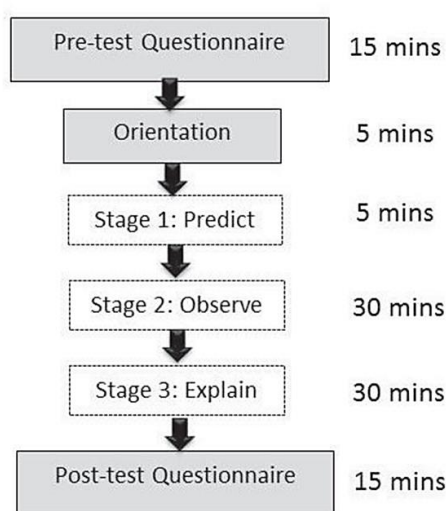 Pre-test Questionnaire 15 mins
Orientation 5 mins
Stage 1: Predict 5 mins
Stage 2: Observe 30 mins
Stage 3: Explain 30 mins
Post-test Questionnaire 15 mins